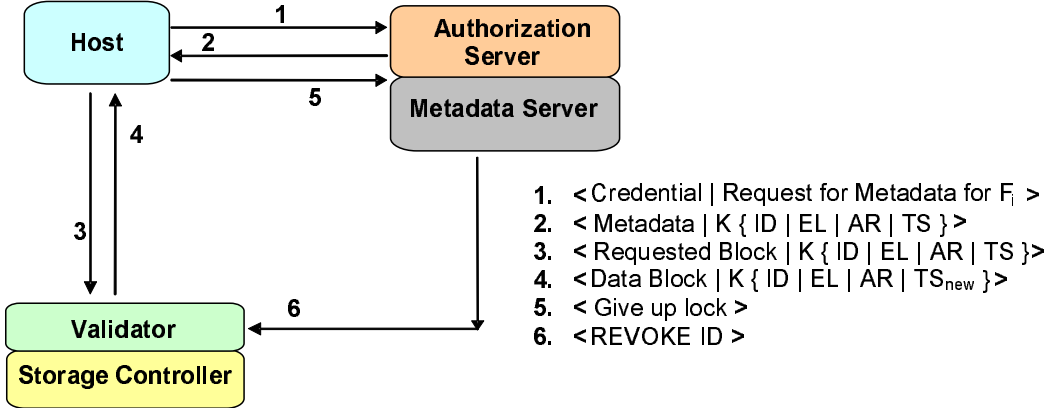 Host
1
2
5
Authorization
Server
Metadata Server
3
4
6
Validator
Storage Controller
1. < Credential | Request for Metadata for Fi >
2. < Metadata | K { ID | EL | AR | TS } >
3. < Requested Block | K { ID | EL | AR | TS }>
4. <Data Block | K { ID | EL | AR | TSnew }>
5. < Give up lock >
6. <REVOKE ID >